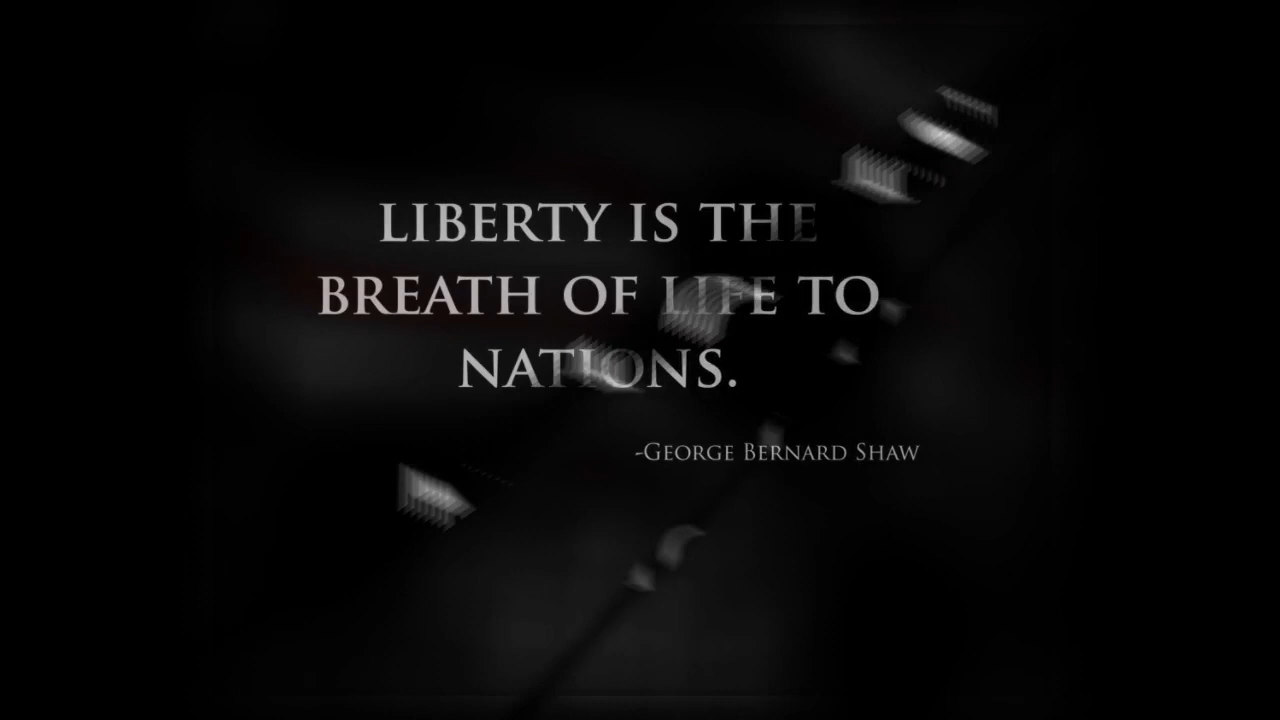 LIBERTY IS THE
BREATH OF LIFE TO
NATIONS.
-GEORGE BERNARD SHAW